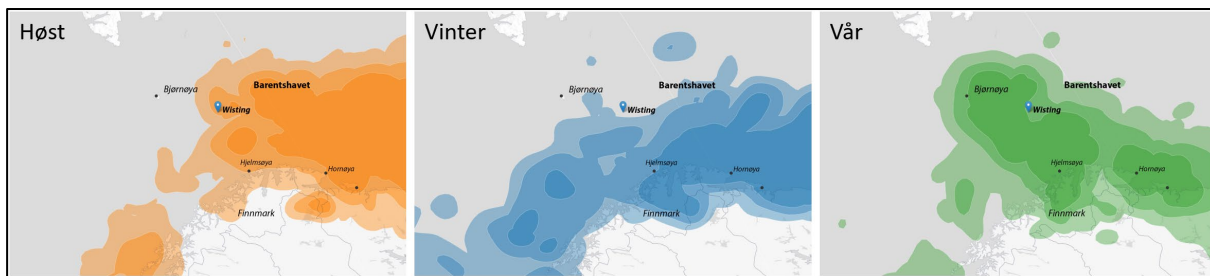 Høst
Bjørnøya
Barentshavet
Wisting
Hjelmsøya
Hornøya
Finnmark
Vinter
Bjørnøya
Barentshavet
Wisting
Hjelmsøya
Hornøya
Finnmark
Vår
Bjørnøya
Barentshavet
Wisting
Hjelmsøya
Hornøya
Finnmark